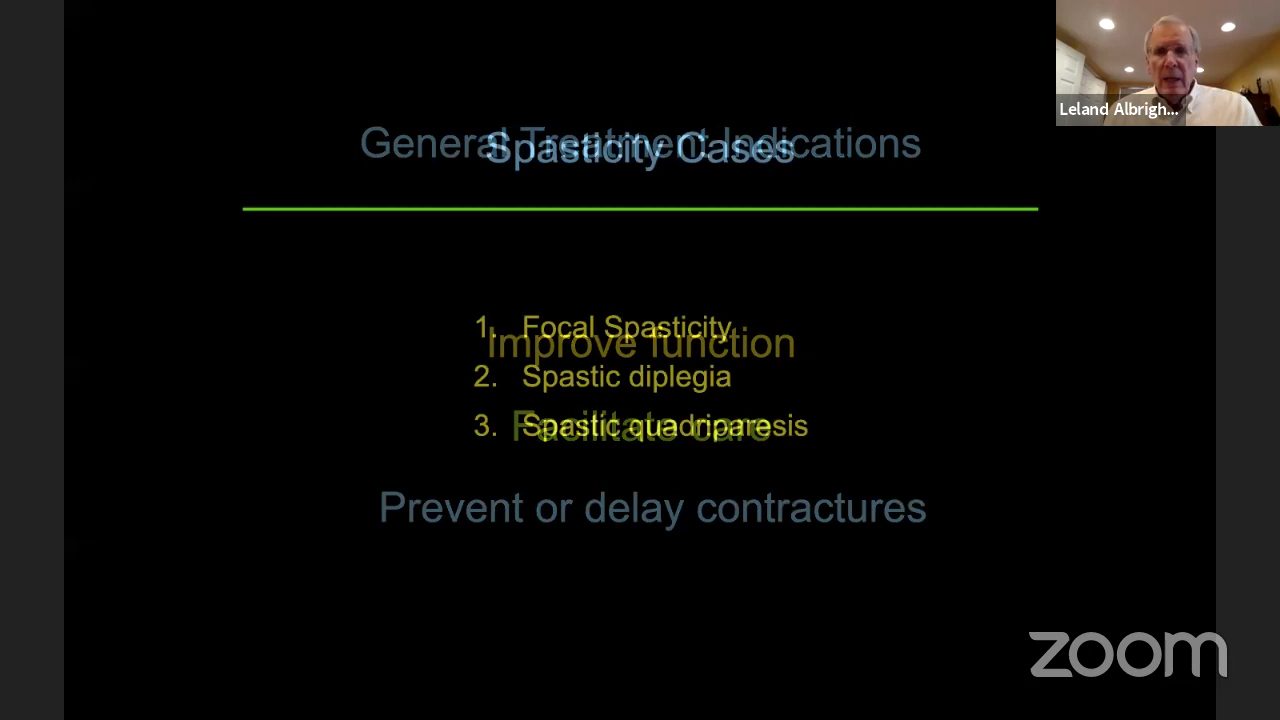 Leland Albrigh...
General Treatment Indications
Spasticity Cases
1. Focal Spasticity
Improve function
2. Spastic diplegia
3. Spastic quadriparesis
Facilitate care
Prevent or delay contractures
zoom